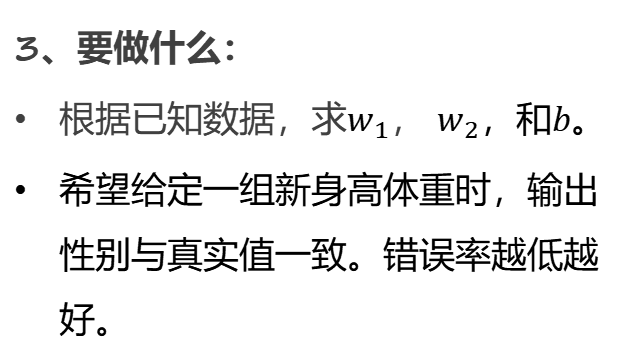 3、要做什么：
• 根据已知数据，求w₁， w₂，和b。
• 希望给定一组新身高体重时，输出
性别与真实值一致。错误率越低越
好。